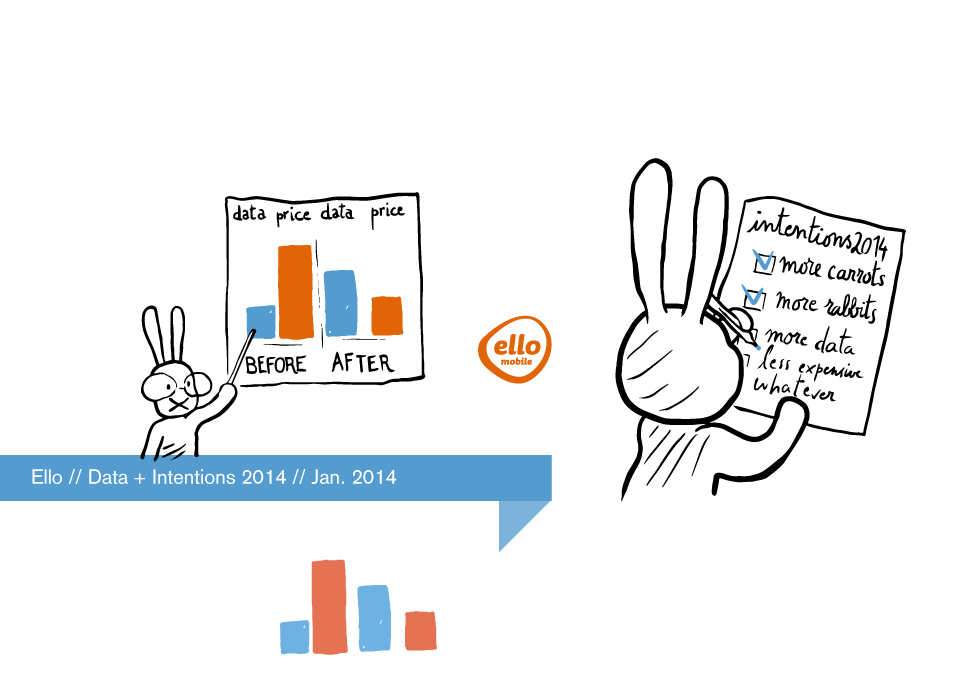 data price data price
BEFORE AFTER
intentions2014
more carrots
more rabbits
more data
less expensive
whatever
ello
mobile
Ello // Data + Intentions 2014 // Jan. 2014